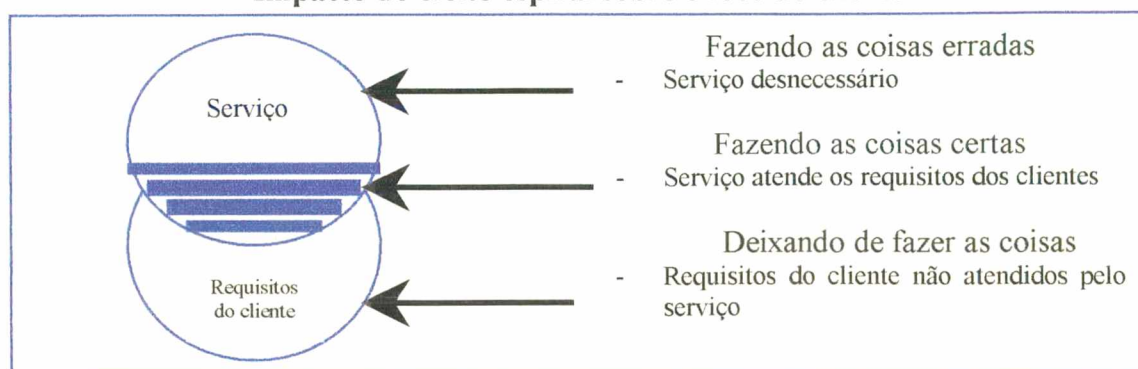 Fazendo as coisas erradas
- Serviço desnecessário
Serviço
Fazendo as coisas certas
- Serviço atende os requisitos dos clientes
Deixando de fazer as coisas
- Requisitos do cliente não atendidos pelo
serviço
Requisitos
do cliente